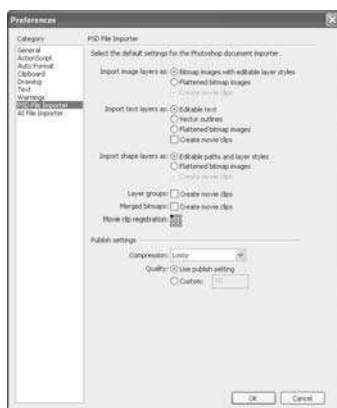 Preferences
Category
PSD File Importer
General
ActionScript
Auto Format
Clipboard
Drawing
Text
Warnings
PSD File Importer
AI File Importer
Select the default settings for the Photoshop document importer.
Import image layers as: Bitmap images with editable layer styles
Flattened bitmap images
Create movie clips
Import text layers as: Editable text
Vector outlines
Flattened bitmap images
Create movie clips
Import shape layers as: Editable paths and layer styles
Flattened bitmap images
Create movie clips
Layer groups: Create movie clips
Merged bitmaps: Create movie clips
Movie clip registration:
Publish settings
Compression: Lossy
Quality: Use publish setting
Custom:
OK
Cancel